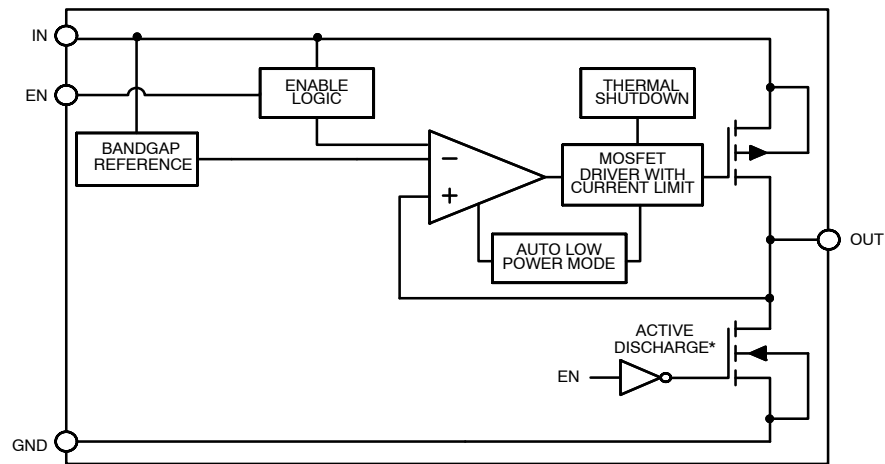 IN
EN
ENABLE
LOGIC
THERMAL
SHUTDOWN
BANDGAP
REFERENCE
−
+
MOSFET
DRIVER WITH
CURRENT LIMIT
AUTO LOW
POWER MODE
OUT
ACTIVE
DISCHARGE*
EN
GND